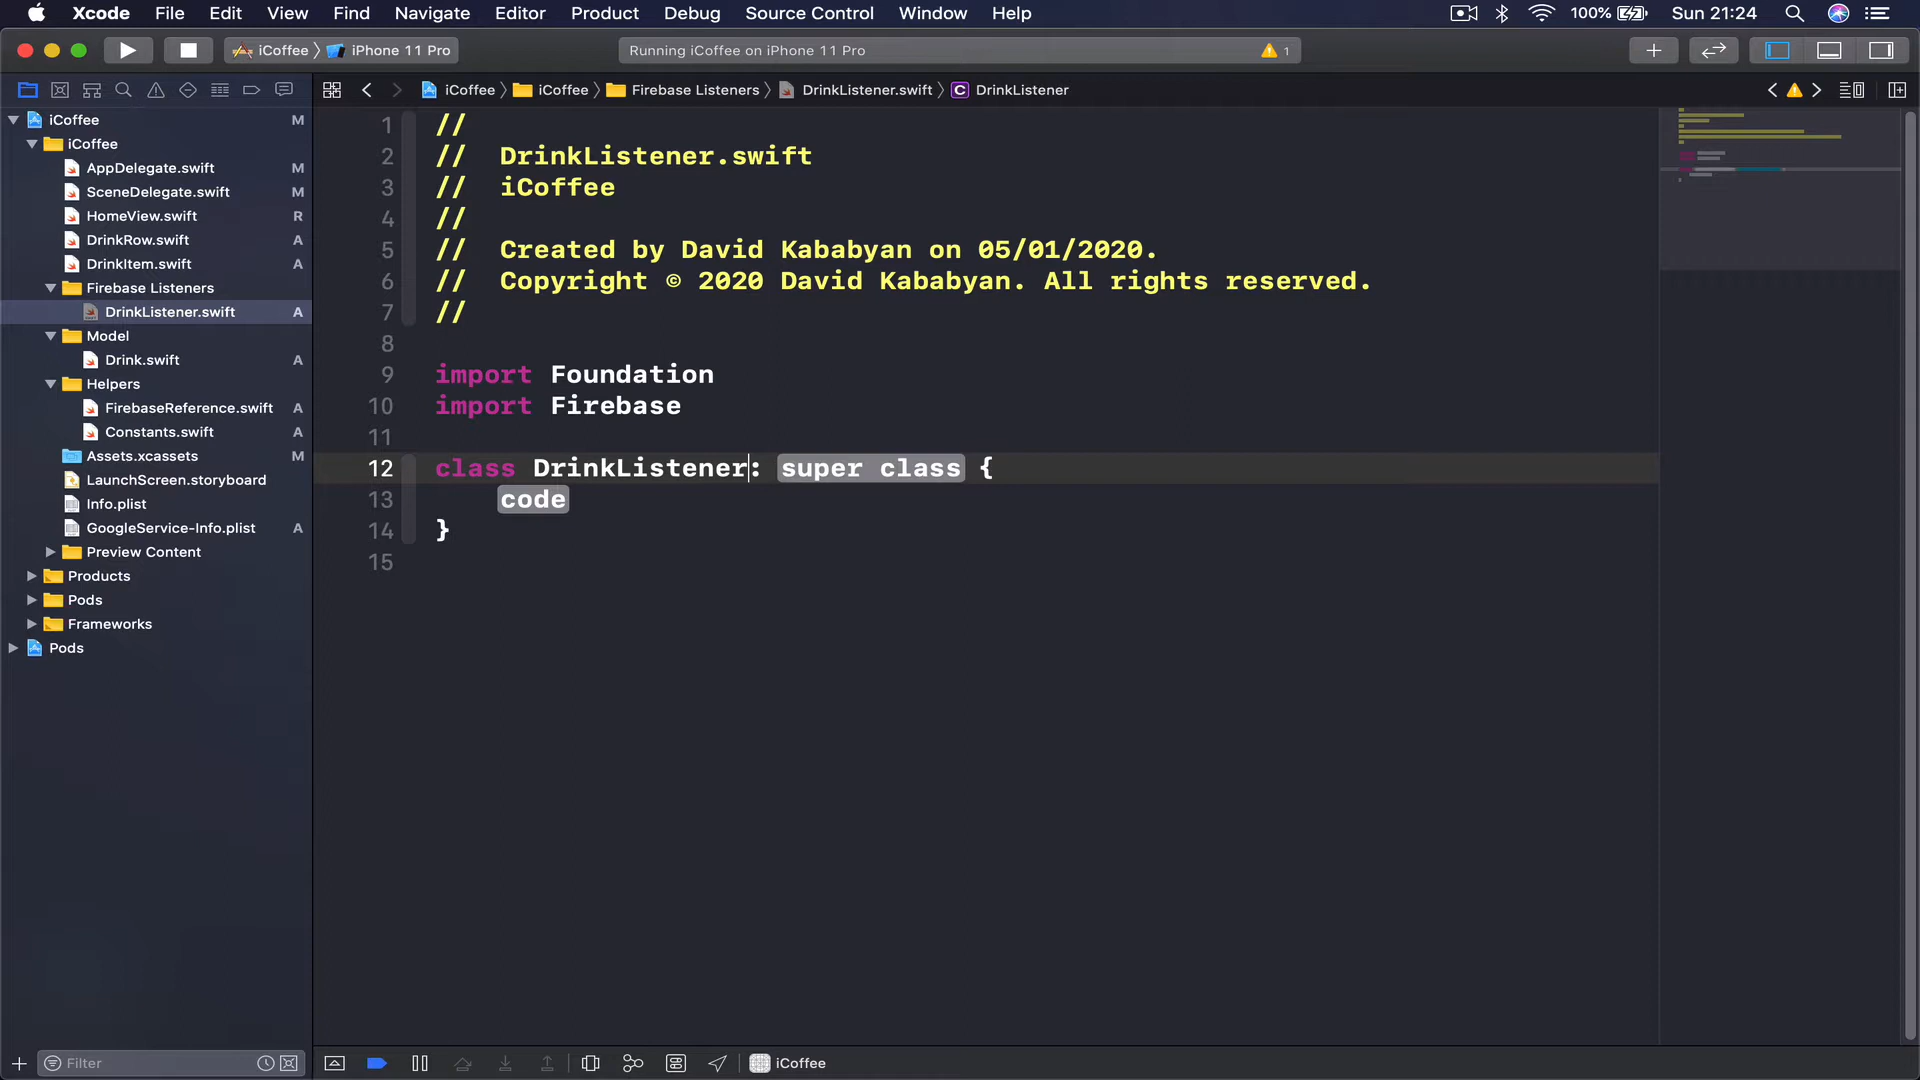 Xcode File Edit View Find Navigate Editor Product Debug Source Control Window Help 100% Sun 21:24
iCoffee iPhone 11 Pro Running iCoffee on iPhone 11 Pro 1
iCoffee iCoffee Firebase Listeners DrinkListener.swift C DrinkListener
iCoffee M
iCoffee
AppDelegate.swift M
SceneDelegate.swift M
HomeView.swift R
DrinkRow.swift A
DrinkItem.swift A
Firebase Listeners
DrinkListener.swift A
Model
Drink.swift A
Helpers
FirebaseReference.swift A
Constants.swift A
Assets.xcassets M
LaunchScreen.storyboard
Info.plist
GoogleService-Info.plist A
Preview Content
Products
Pods
Frameworks
Pods
Filter
1 //
2 // DrinkListener.swift
3 // iCoffee
4 //
5 // Created by David Kababyan on 05/01/2020.
6 // Copyright © 2020 David Kababyan. All rights reserved.
7 //
8
9 import Foundation
10 import Firebase
11
12 class DrinkListener: super class {
13 code
14 }
15
iCoffee